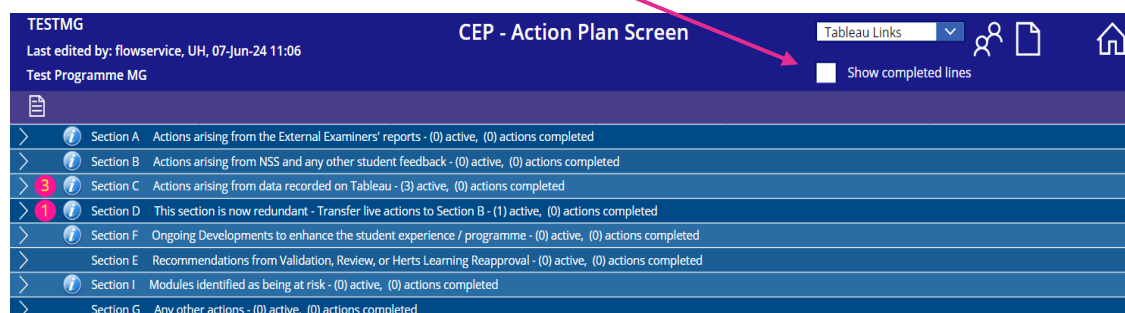 TESTMG
CEP - Action Plan Screen
Tableau Links
Last edited by: flowservice, UH, 07-Jun-24 11:06
Show completed lines
Test Programme MG
Section A Actions arising from the External Examiners' reports - (0) active, (0) actions completed
Section B Actions arising from NSS and any other student feedback - (0) active, (0) actions completed
3 Section C Actions arising from data recorded on Tableau - (3) active, (0) actions completed
1 Section D This section is now redundant - Transfer live actions to Section B - (1) active, (0) actions completed
Section F Ongoing Developments to enhance the student experience / programme - (0) active, (0) actions completed
Section E Recommendations from Validation, Review, or Herts Learning Reapproval - (0) active, (0) actions completed
Section I Modules identified as being at risk - (0) active, (0) actions completed
Section G Any other actions - (0) active, (0) actions completed